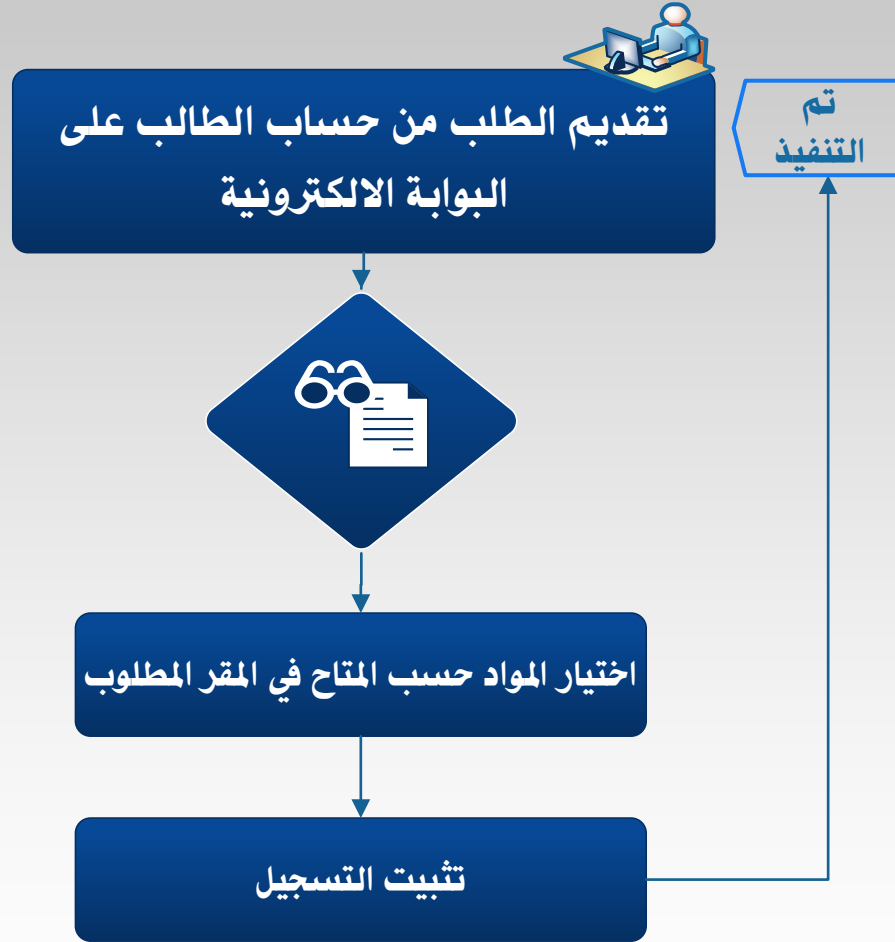 تقديم الطلب من حساب الطالب على
البوابة الالكترونية
تم
التنفيذ
اختيار المواد حسب المتاح في المقر المطلوب
تثبيت التسجيل